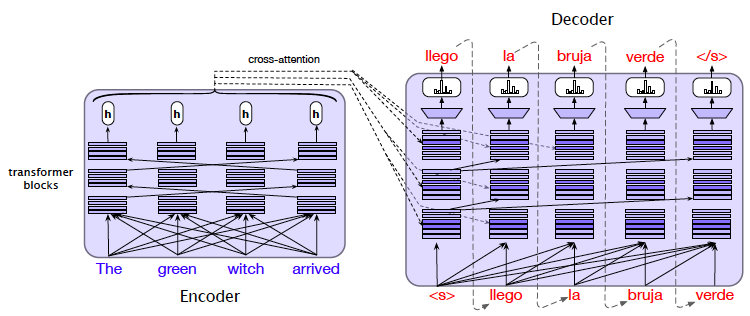 Decoder
llego la bruja verde </s>
cross-attention
h h h h
transformer
blocks
The green witch arrived
Encoder
<s> llego la bruja verde